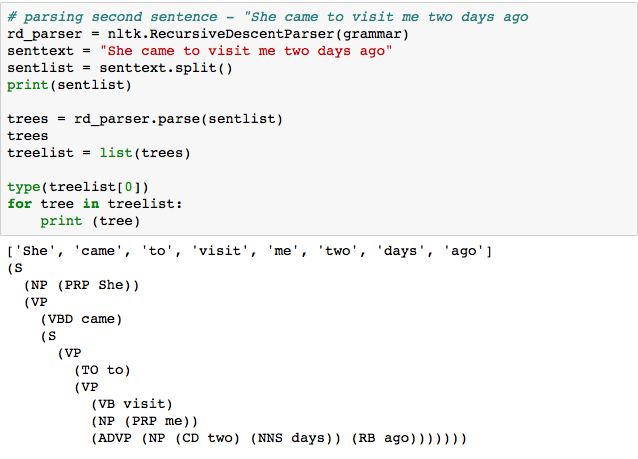 # parsing second sentence - "She came to visit me two days ago
rd_parser = nltk.RecursiveDescentParser(grammar)
senttext = "She came to visit me two days ago"
sentlist = senttext.split()
print(sentlist)

trees = rd_parser.parse(sentlist)
trees
treelist = list(trees)

type(treelist[0])
for tree in treelist:
    print (tree)
['She', 'came', 'to', 'visit', 'me', 'two', 'days', 'ago']
(S
  (NP (PRP She))
  (VP
    (VBD came)
    (S
      (VP
        (TO to)
        (VP
          (VB visit)
          (NP (PRP me))
          (ADVP (NP (CD two) (NNS days)) (RB ago)))))))